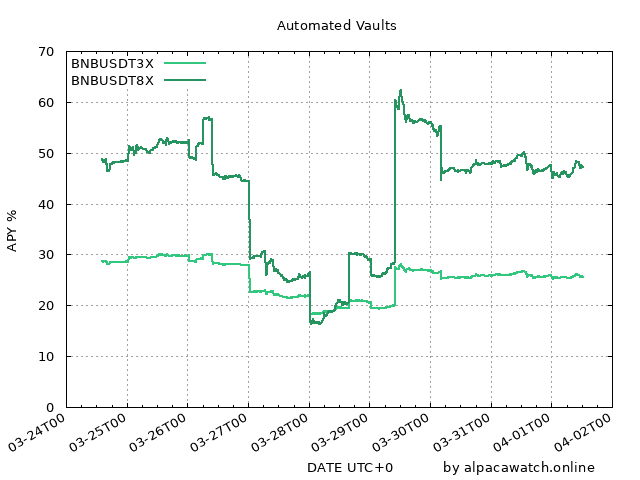 Automated Vaults
BNBUSDT3X
BNBUSDT8X
APY %
70
60
50
40
30
20
10
0
03-24T00
03-25T00
03-26T00
03-27T00
03-28T00
03-29T00
03-30T00
03-31T00
04-01T00
04-02T00
DATE UTC+0
by alpacawatch.online